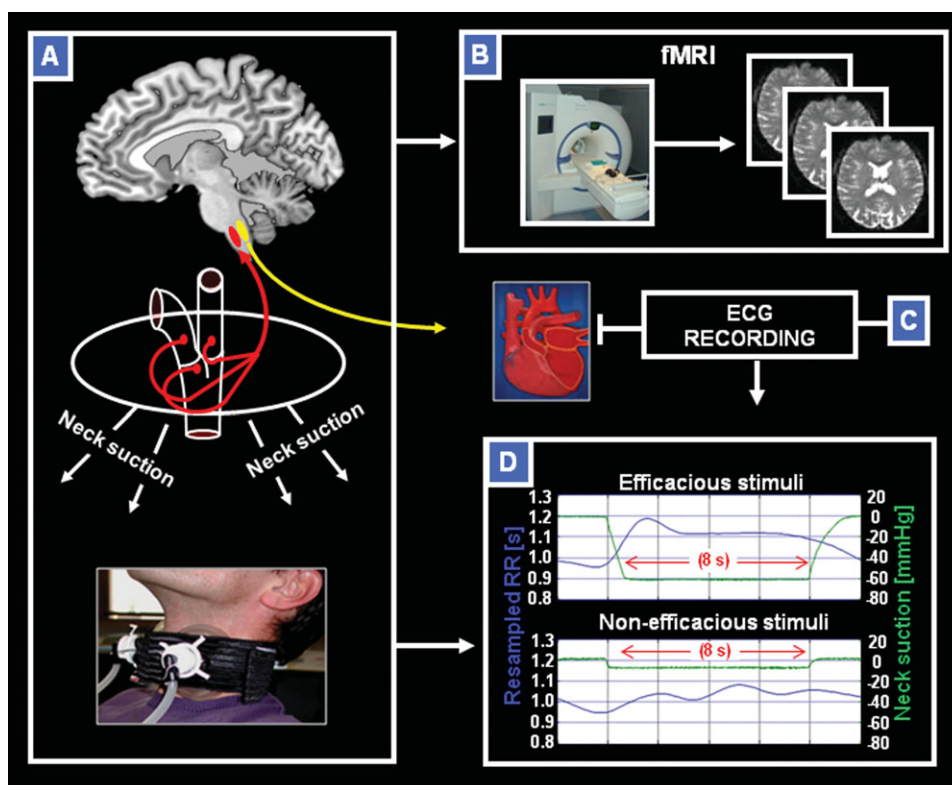 A
Neck suction
Neck suction
B
fMRI
ECG
RECORDING
C
D
Efficacious stimuli
Resampled RR [s]
1.3
1.2
1.1
1.0
0.9
0.8
(8 s)
20
0
-20
-40
-60
-80
Neck suction [mmHg]
Non-efficacious stimuli
1.3
1.2
1.1
1.0
0.9
0.8
(8 s)
20
0
-20
-40
-60
-80